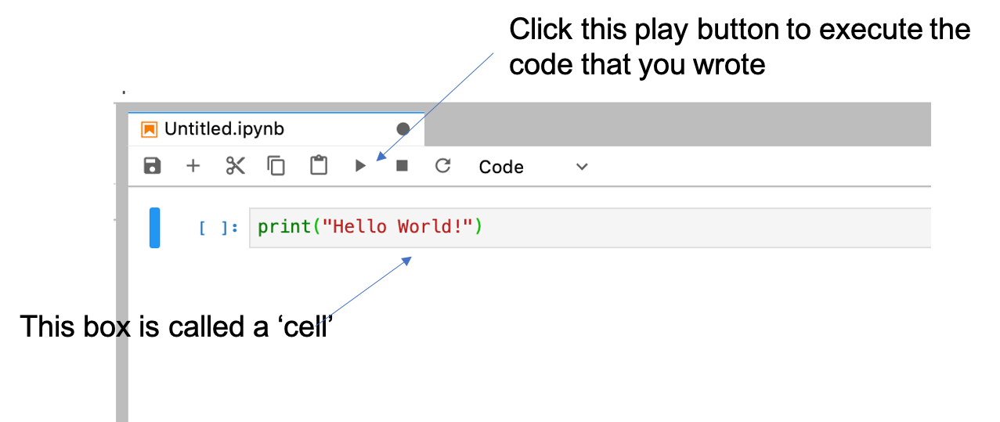 Click this play button to execute the
code that you wrote
Untitled.ipynb
Code
[ ]: print("Hello World!")
This box is called a ‘cell’